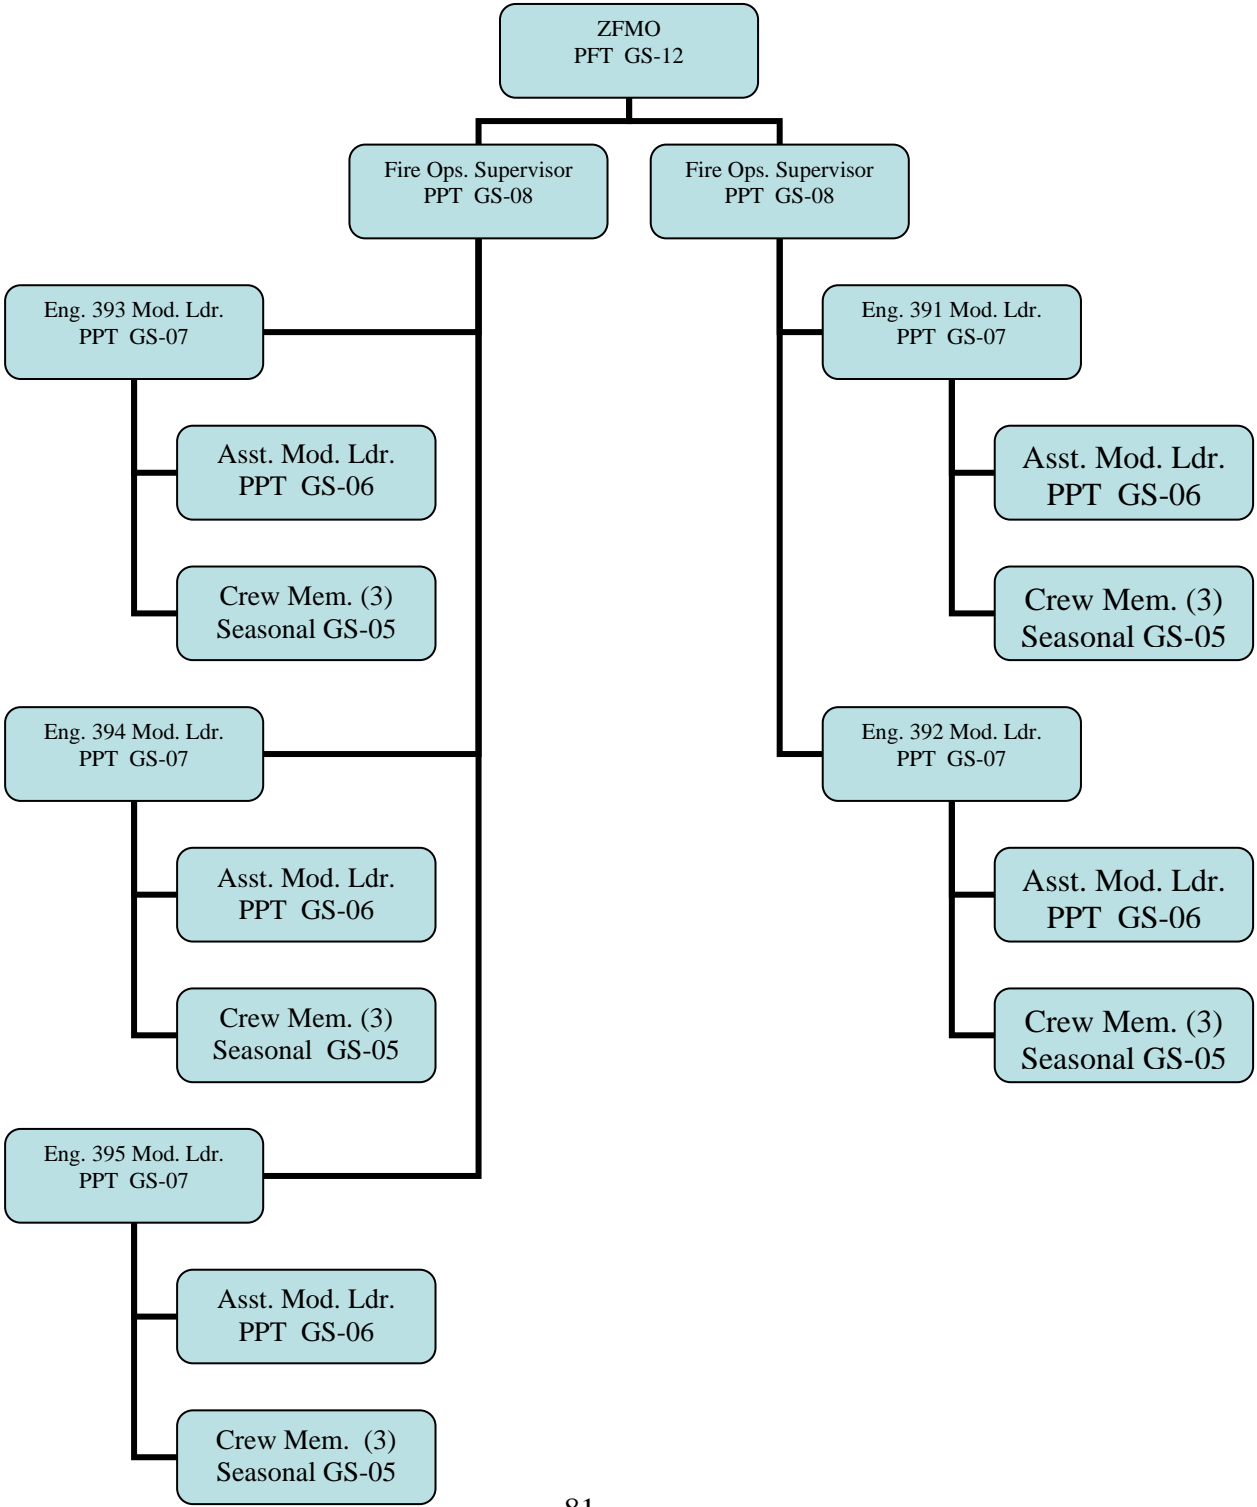 ZFMO
PFT GS-12
Fire Ops. Supervisor
PPT GS-08
Fire Ops. Supervisor
PPT GS-08
Eng. 393 Mod. Ldr.
PPT GS-07
Asst. Mod. Ldr.
PPT GS-06
Crew Mem. (3)
Seasonal GS-05
Eng. 394 Mod. Ldr.
PPT GS-07
Asst. Mod. Ldr.
PPT GS-06
Crew Mem. (3)
Seasonal GS-05
Eng. 395 Mod. Ldr.
PPT GS-07
Asst. Mod. Ldr.
PPT GS-06
Crew Mem. (3)
Seasonal GS-05
Eng. 391 Mod. Ldr.
PPT GS-07
Asst. Mod. Ldr.
PPT GS-06
Crew Mem. (3)
Seasonal GS-05
Eng. 392 Mod. Ldr.
PPT GS-07
Asst. Mod. Ldr.
PPT GS-06
Crew Mem. (3)
Seasonal GS-05
81